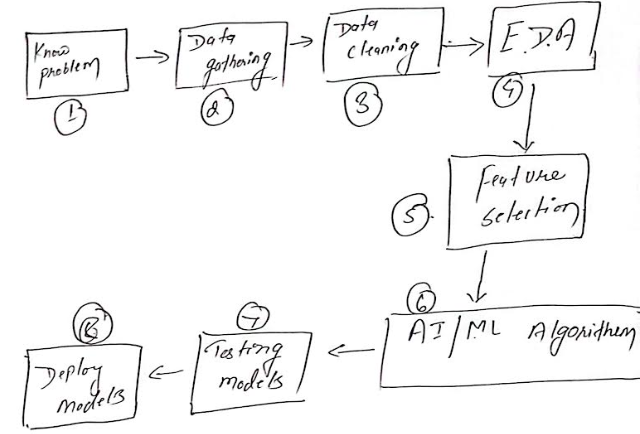 Know
problem
1
Data
gathering
2
Data
cleaning
3
E.D.A
4
Feature
selection
5
6
AI/ML Algorithem
7
Testing
models
8
Deploy
models